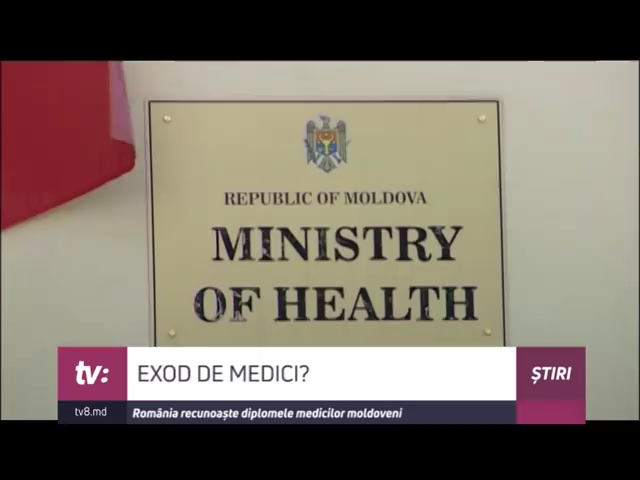 REPUBLIC OF MOLDOVA
MINISTRY
OF HEALTH
tv: EXOD DE MEDICI? ȘTIRI
tv8.md România recunoaște diplomele medicilor moldoveni